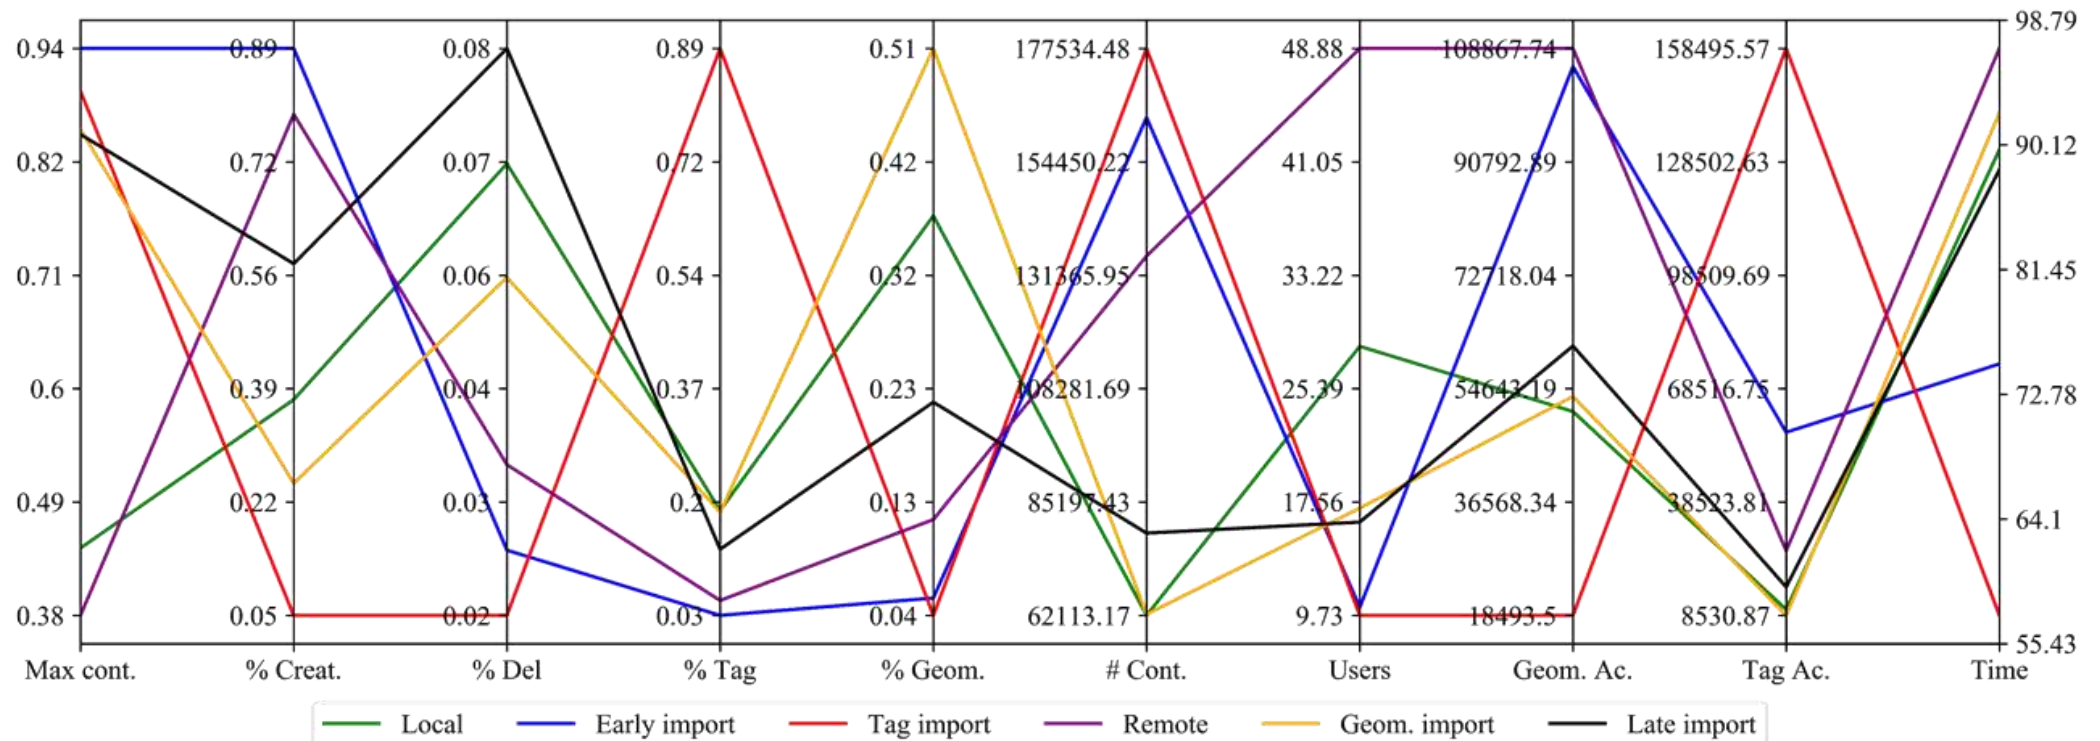 98.79
0.94 0.89 0.08 0.89 0.51 177534.48 48.88 108867.74 158495.57
90.12
0.82 0.72 0.07 0.72 0.42 154450.22 41.05 90792.89 128502.63
81.45
0.71 0.56 0.06 0.54 0.32 131365.95 33.22 72718.04 98509.69
0.6 0.39 0.04 0.37 0.23 108281.69 25.39 54643.19 68516.75
72.78
0.49 0.22 0.03 0.2 0.13 85197.43 17.56 36568.34 38523.81
64.1
0.38 0.05 0.02 0.03 0.04 62113.17 9.73 18493.5 8530.87
55.43
Max cont. % Creat. % Del % Tag % Geom. # Cont. Users Geom. Ac. Tag Ac. Time
Local Early import Tag import Remote Geom. import Late import